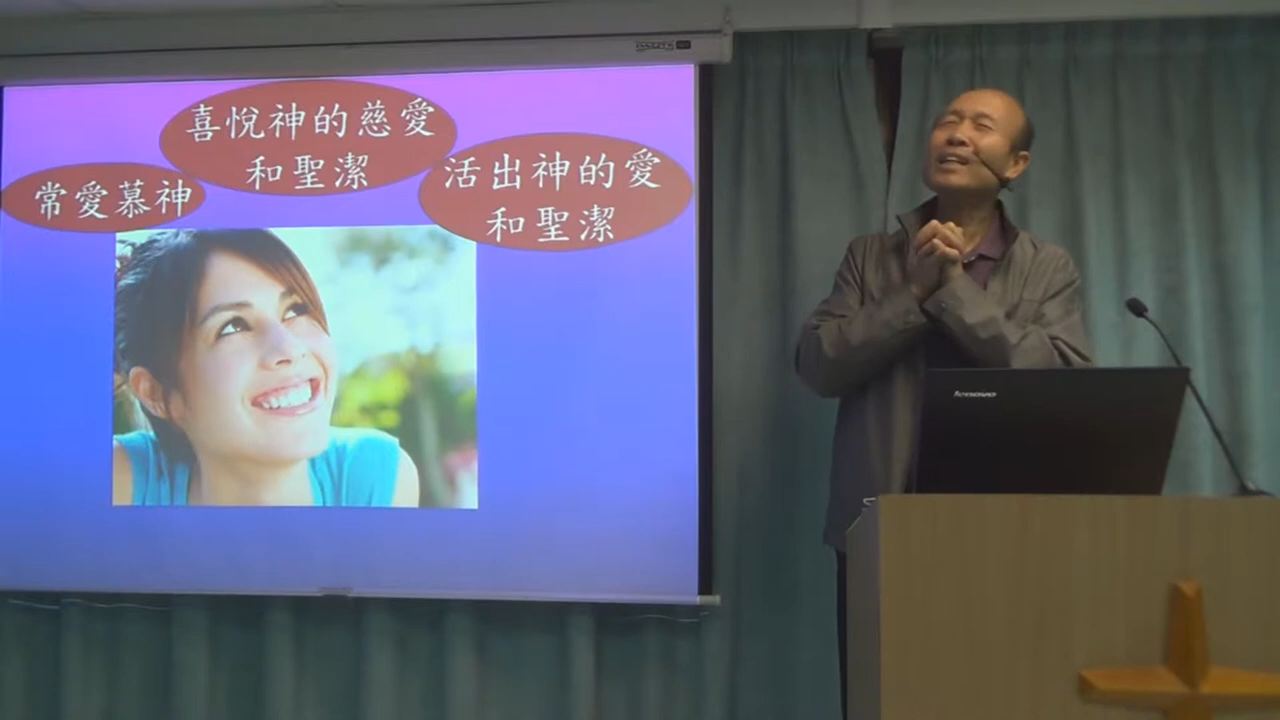 喜悅神的慈愛
和聖潔
常愛慕神
活出神的愛
和聖潔
lenovo